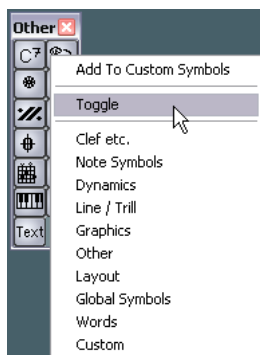 Other
C7
Add To Custom Symbols
Toggle
Clef etc.
Note Symbols
Dynamics
Line / Trill
Graphics
Other
Layout
Global Symbols
Text
Words
Custom